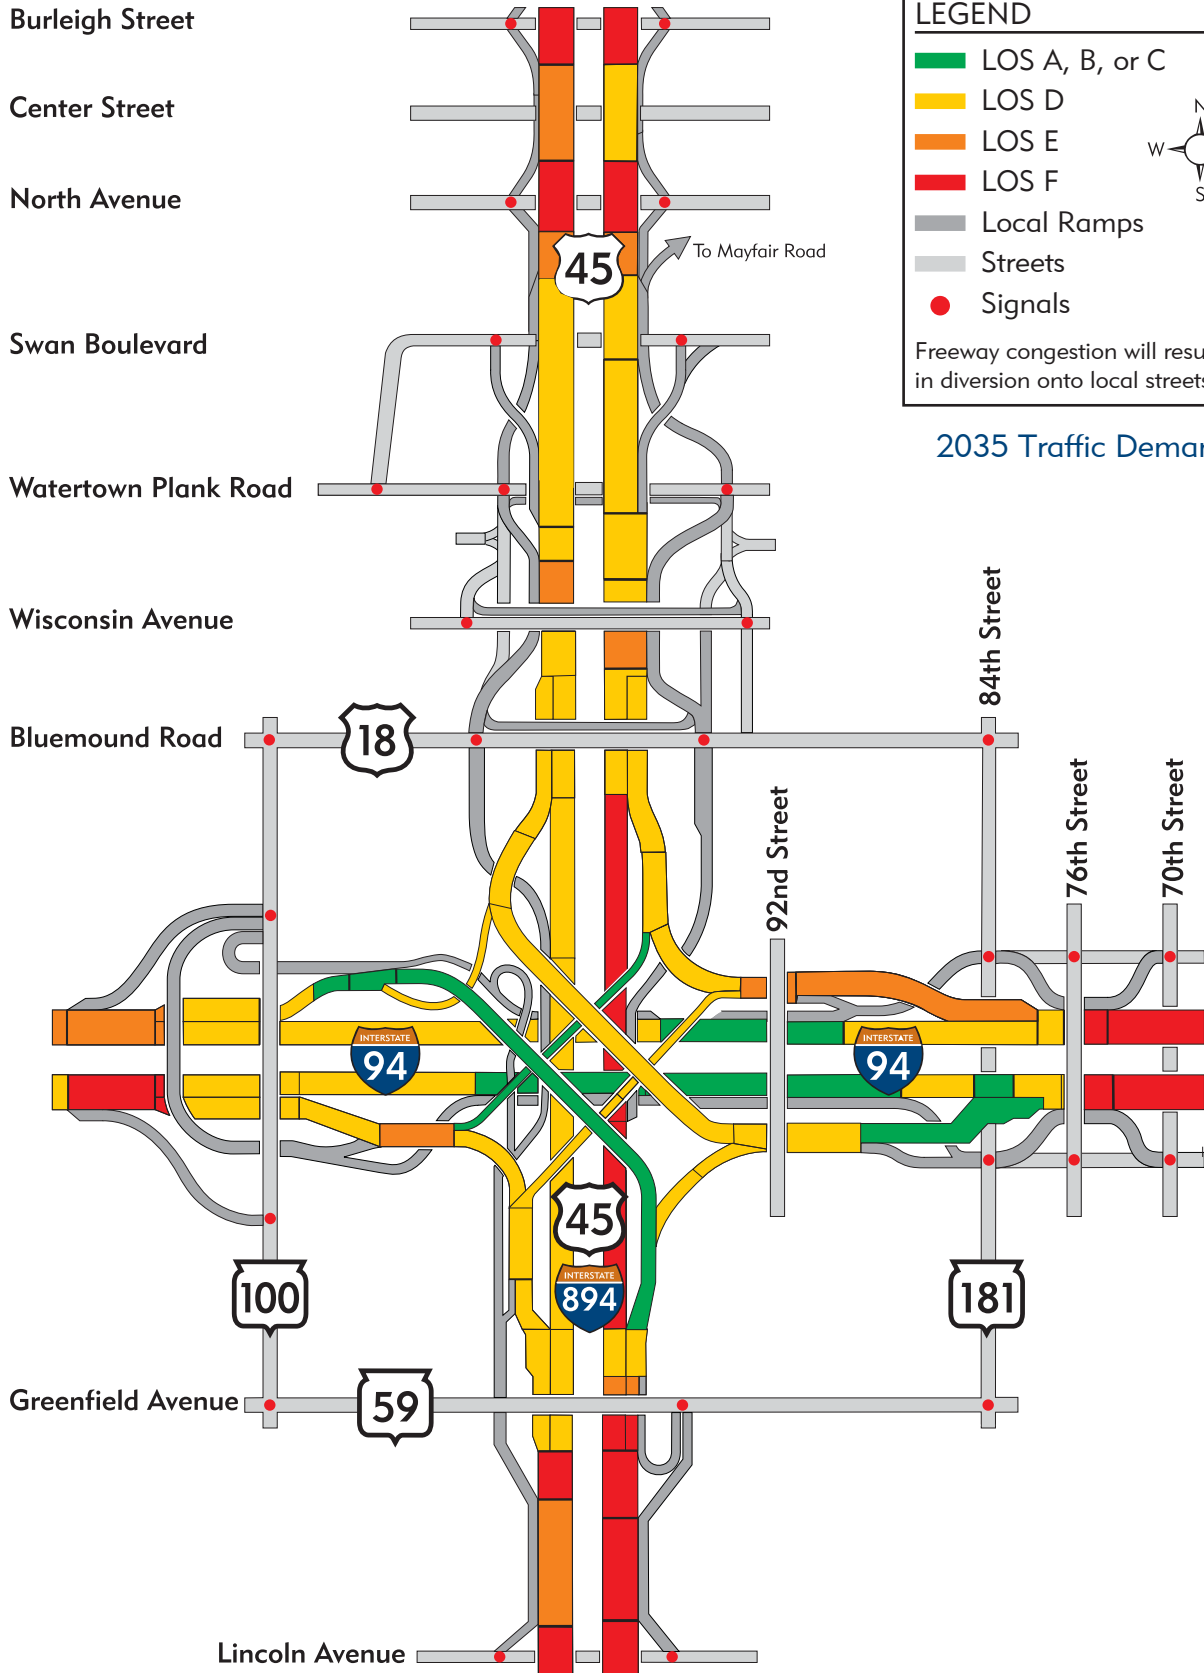 Burleigh Street
Center Street
North Avenue
Swan Boulevard
Watertown Plank Road
Wisconsin Avenue
Bluemound Road
Greenfield Avenue
Lincoln Avenue
LEGEND
LOS A, B, or C
LOS D
LOS E
LOS F
Local Ramps
Streets
Signals
Freeway congestion will
in diversion onto local
N
W
S
2035 Traffic
45
To Mayfair Road
18
84th Street
92nd Street
76th Street
70th Street
INTERSTATE
94
INTERSTATE
94
45
INTERSTATE
894
100
181
59